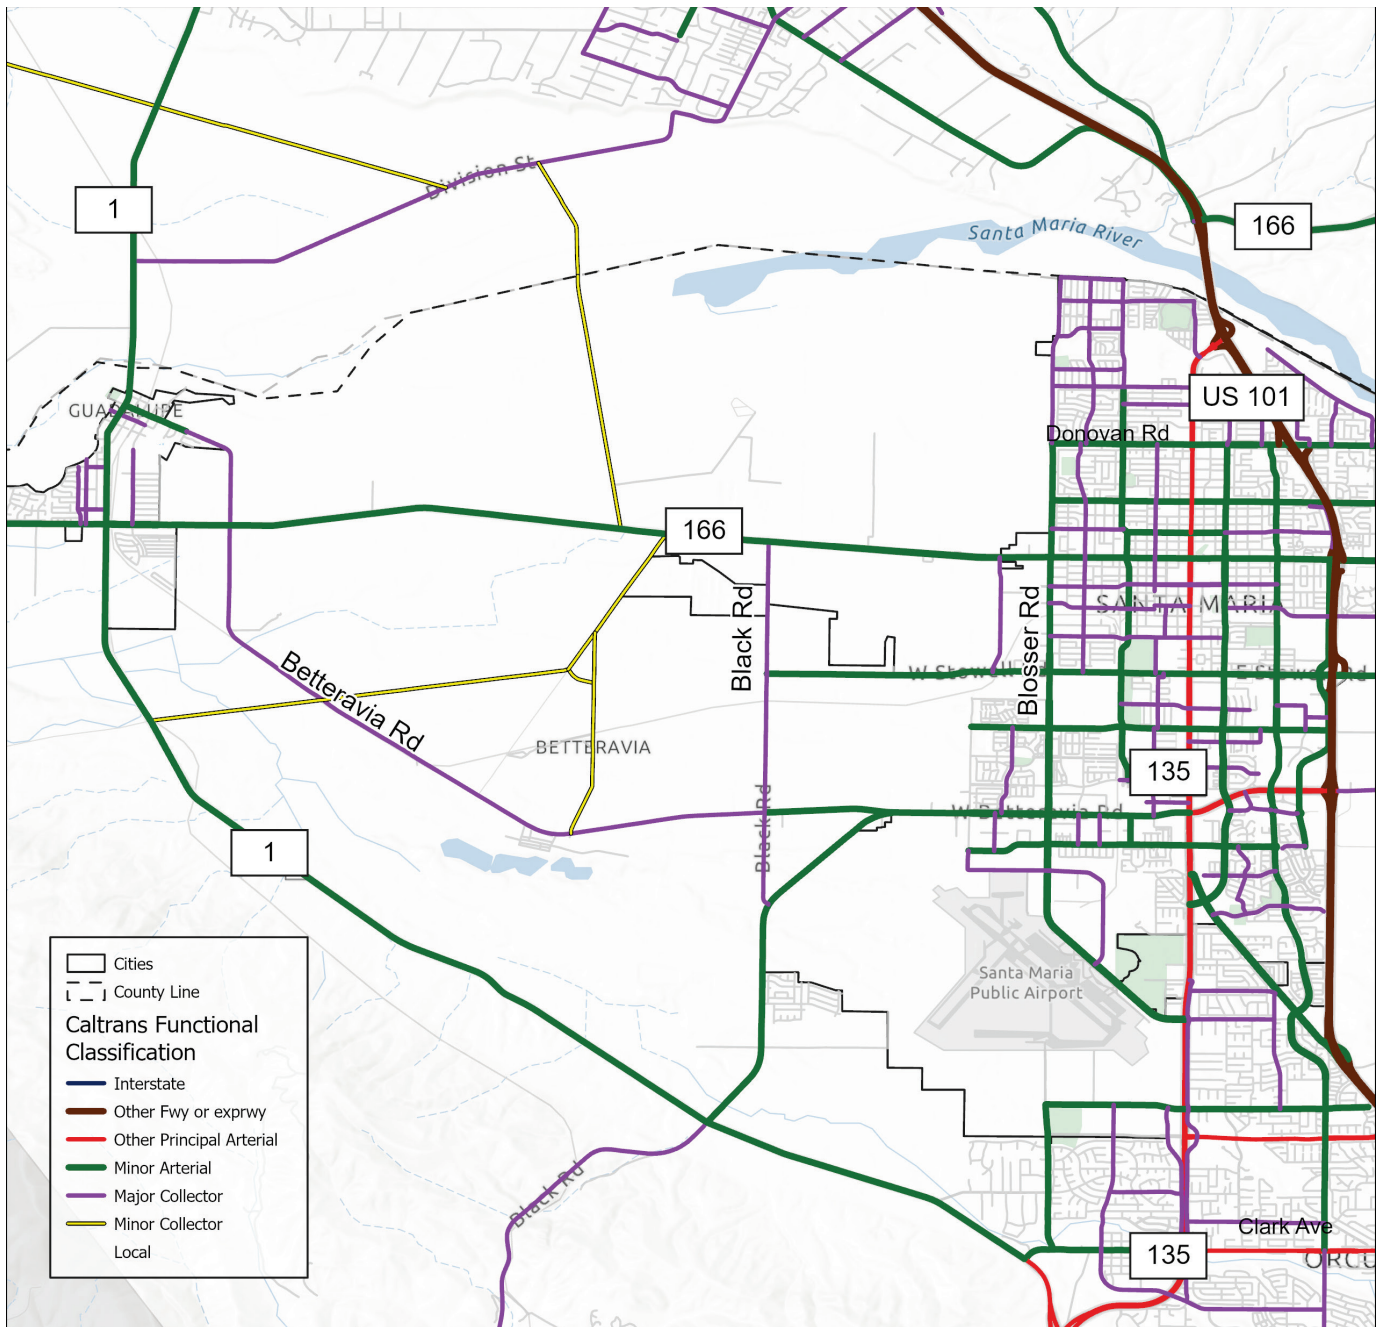 Division St
1
Santa Maria River
166
GUADALUPE
US 101
Donovan Rd
166
Black Rd
Blosser Rd
SANTA MARIA
W Stowell Rd
E Stowell Rd
Betteravia Rd
BETTERAVIA
135
Black Rd
W Betteravia Rd
1
Santa Maria
Public Airport
Cities
County Line
Caltrans Functional
Classification
Interstate
Other Fwy or exprwy
Other Principal Arterial
Minor Arterial
Major Collector
Minor Collector
Local
Black Rd
Clark Ave
135
ORCU